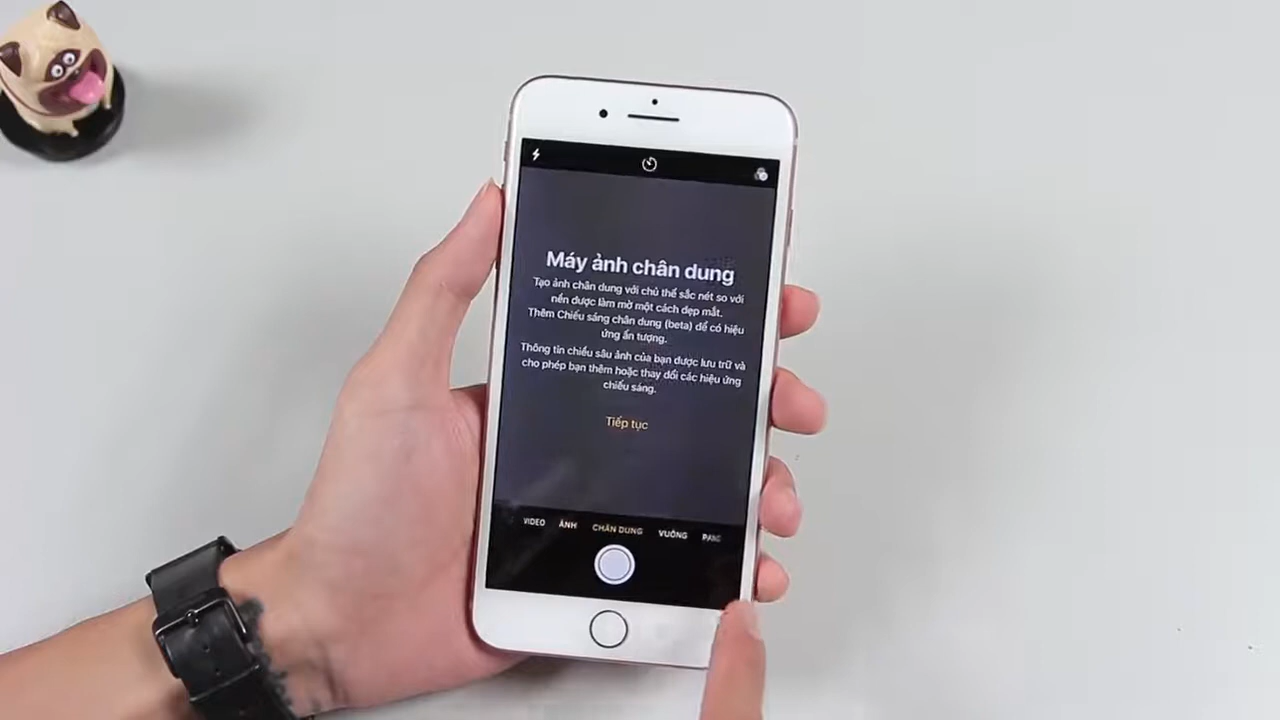 Máy ảnh chân dung
Tạo ảnh chân dung với chủ thể sắc nét so với
nền được làm mờ một cách đẹp mắt.
Thêm Chiếu sáng chân dung (beta) để có hiệu
ứng ấn tượng.
Thông tin chiều sâu ảnh của bạn được lưu trữ và
cho phép bạn thêm hoặc thay đổi các hiệu ứng
chiếu sáng.
Tiếp tục
VIDEO ẢNH CHÂN DUNG VUÔNG PANO